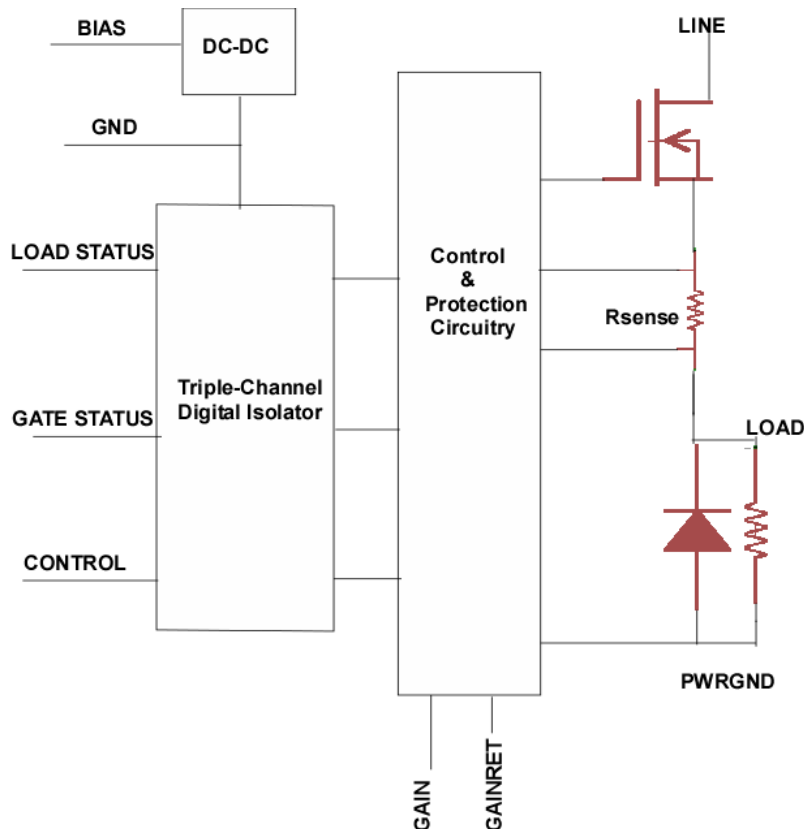 BIAS
DC-DC
LINE
GND
LOAD STATUS
Control
&
Protection
Circuitry
Rsense
Triple-Channel
Digital Isolator
GATE STATUS
LOAD
CONTROL
PWRGND
GAIN
GAINRET